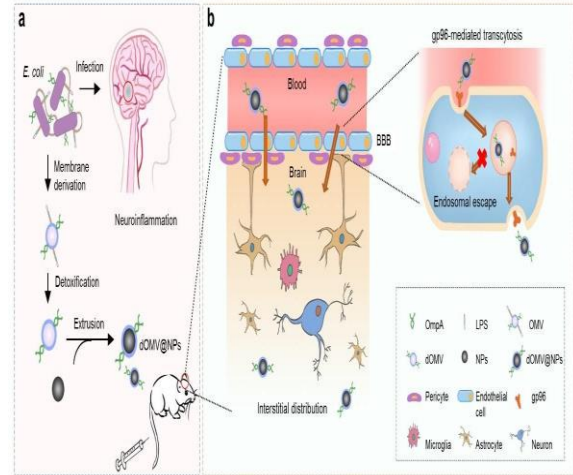 a
E. coli
Infection
Membrane
derivation
Neuroinflammation
Detoxification
Extrusion
dOMV@NPs
b
Blood
BBB
Brain
Interstitial distribution
gp96-mediated transcytosis
Endosomal escape
OmpA
LPS
OMV
dOMV
NPs
dOMV@NPs
Pericyte
Endothelial
cell
gp96
Microglia
Astrocyte
Neuron